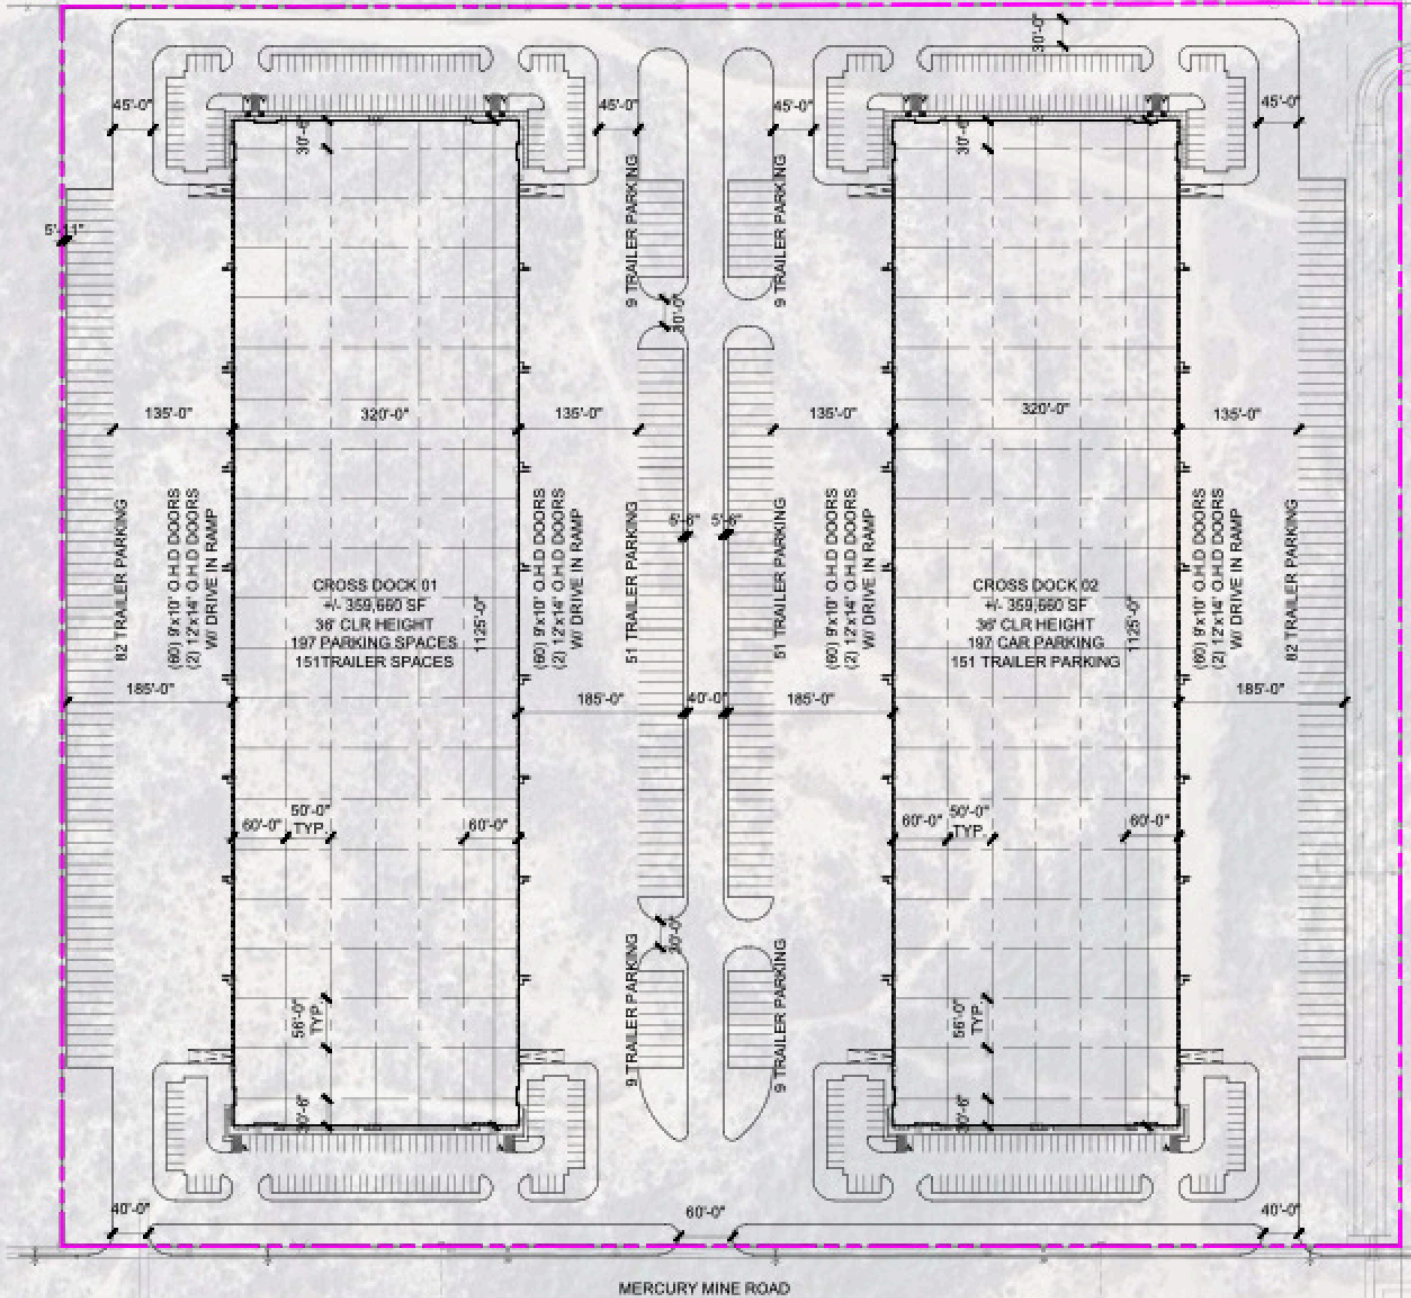 30'-0"
45'-0"
45'-0"
45'-0"
45'-0"
30'-6"
30'-6"
9 TRAILER PARKING
9 TRAILER PARKING
5'-11"
30'-0"
135'-0"
320'-0"
135'-0"
135'-0"
320'-0"
135'-0"
82 TRAILER PARKING
(60) 9'x10' O.H.D DOORS
(2) 12'x14' O.H.D DOORS
W/ DRIVE IN RAMP
(60) 9'x10' O.H.D DOORS
(2) 12'x14' O.H.D DOORS
W/ DRIVE IN RAMP
51 TRAILER PARKING
5'-6"
51 TRAILER PARKING
(60) 9'x10' O.H.D DOORS
(2) 12'x14' O.H.D DOORS
W/ DRIVE IN RAMP
(60) 9'x10' O.H.D DOORS
(2) 12'x14' O.H.D DOORS
W/ DRIVE IN RAMP
82 TRAILER PARKING
CROSS DOCK 01
+/- 359,660 SF
36' CLR HEIGHT
197 PARKING SPACES
151TRAILER SPACES
1125'-0"
CROSS DOCK 02
+/- 359,660 SF
36' CLR HEIGHT
197 CAR PARKING
151 TRAILER PARKING
1125'-0"
185'-0"
185'-0"
40'-0"
185'-0"
185'-0"
60'-0"
50'-0"
TYP.
60'-0"
60'-0"
50'-0"
TYP.
60'-0"
30'-0"
9 TRAILER PARKING
9 TRAILER PARKING
56'-0"
TYP.
56'-0"
TYP.
30'-6"
30'-6"
40'-0"
60'-0"
40'-0"
MERCURY MINE ROAD